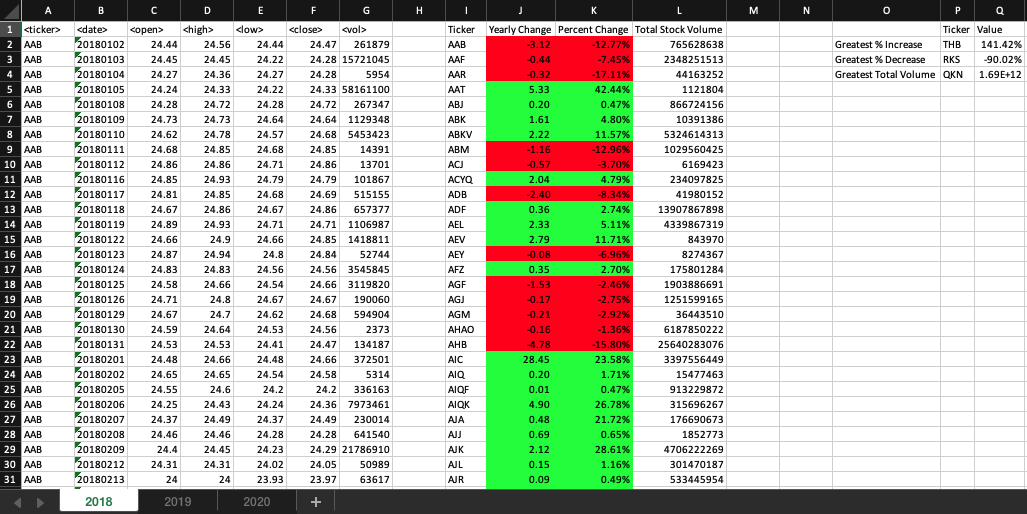 A B C D E F G H I J K L M N O P Q
1 <ticker> <date> <open> <high> <low> <close> <vol> Ticker Yearly Change Percent Change Total Stock Volume Ticker Value
2 AAB 20180102 24.44 24.56 24.44 24.47 261879 AAB -3.12 -12.77% 765628638 Greatest % Increase THB 141.42%
3 AAB 20180103 24.45 24.45 24.22 24.28 15721045 AAF -0.44 -7.45% 2348251513 Greatest % Decrease RKS -90.02%
4 AAB 20180104 24.27 24.36 24.27 24.28 5954 AAR -0.32 -17.11% 44163252 Greatest Total Volume QKN 1.69E+12
5 AAB 20180105 24.24 24.33 24.22 24.33 58161100 AAT 5.33 42.44% 1121804
6 AAB 20180108 24.28 24.72 24.28 24.72 267347 ABJ 0.20 0.47% 866724156
7 AAB 20180109 24.73 24.73 24.64 24.64 1129348 ABK 1.61 4.80% 10391386
8 AAB 20180110 24.62 24.78 24.57 24.68 5453423 ABKV 2.22 11.57% 5324614313
9 AAB 20180111 24.68 24.85 24.68 24.85 14391 ABM -1.16 -12.96% 1029560425
10 AAB 20180112 24.86 24.86 24.71 24.86 13701 ACJ -0.57 -3.70% 6169423
11 AAB 20180116 24.85 24.93 24.79 24.79 101867 ACYQ 2.04 4.79% 234097825
12 AAB 20180117 24.81 24.85 24.68 24.69 515155 ADB -2.40 -8.34% 41980152
13 AAB 20180118 24.67 24.86 24.67 24.86 657377 ADF 0.36 2.74% 13907867898
14 AAB 20180119 24.89 24.93 24.71 24.71 1106987 AEL 2.33 5.11% 4339867319
15 AAB 20180122 24.66 24.9 24.66 24.85 1418811 AEV 2.79 11.71% 843970
16 AAB 20180123 24.87 24.94 24.8 24.84 52744 AEY -0.08 -6.96% 8274367
17 AAB 20180124 24.83 24.83 24.56 24.56 3545845 AFZ 0.35 2.70% 175801284
18 AAB 20180125 24.58 24.66 24.54 24.66 3119820 AGF -1.53 -2.46% 1903886691
19 AAB 20180126 24.71 24.8 24.67 24.67 190060 AGJ -0.17 -2.75% 1251599165
20 AAB 20180129 24.67 24.7 24.62 24.68 594904 AGM -0.21 -2.92% 36443510
21 AAB 20180130 24.59 24.64 24.53 24.56 2373 AHAO -0.16 -1.36% 6187850222
22 AAB 20180131 24.53 24.53 24.41 24.47 134187 AHB -4.78 -15.80% 25640283076
23 AAB 20180201 24.48 24.66 24.48 24.66 372501 AIC 28.45 23.58% 3397556449
24 AAB 20180202 24.65 24.65 24.54 24.58 5314 AIQ 0.20 1.71% 15477463
25 AAB 20180205 24.55 24.6 24.2 24.2 336163 AIQF 0.01 0.47% 913229872
26 AAB 20180206 24.25 24.43 24.24 24.36 7973461 AIQK 4.90 26.78% 315696267
27 AAB 20180207 24.37 24.49 24.37 24.49 230014 AJA 0.48 21.72% 176690673
28 AAB 20180208 24.46 24.46 24.28 24.28 641540 AJJ 0.69 0.65% 1852773
29 AAB 20180209 24.4 24.45 24.23 24.29 21786910 AJK 2.12 28.61% 4706222269
30 AAB 20180212 24.31 24.31 24.02 24.05 50989 AJL 0.15 1.16% 301470187
31 AAB 20180213 24 24 23.93 23.97 63617 AJR 0.09 0.49% 533445954
2018 2019 2020 +